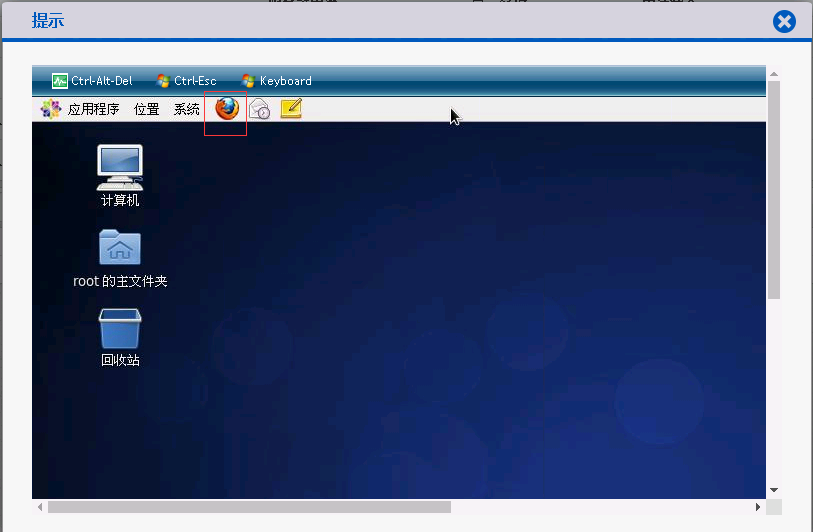 提示
Ctrl-Alt-Del Ctrl-Esc Keyboard
应用程序 位置 系统
计算机
root 的主文件夹
回收站